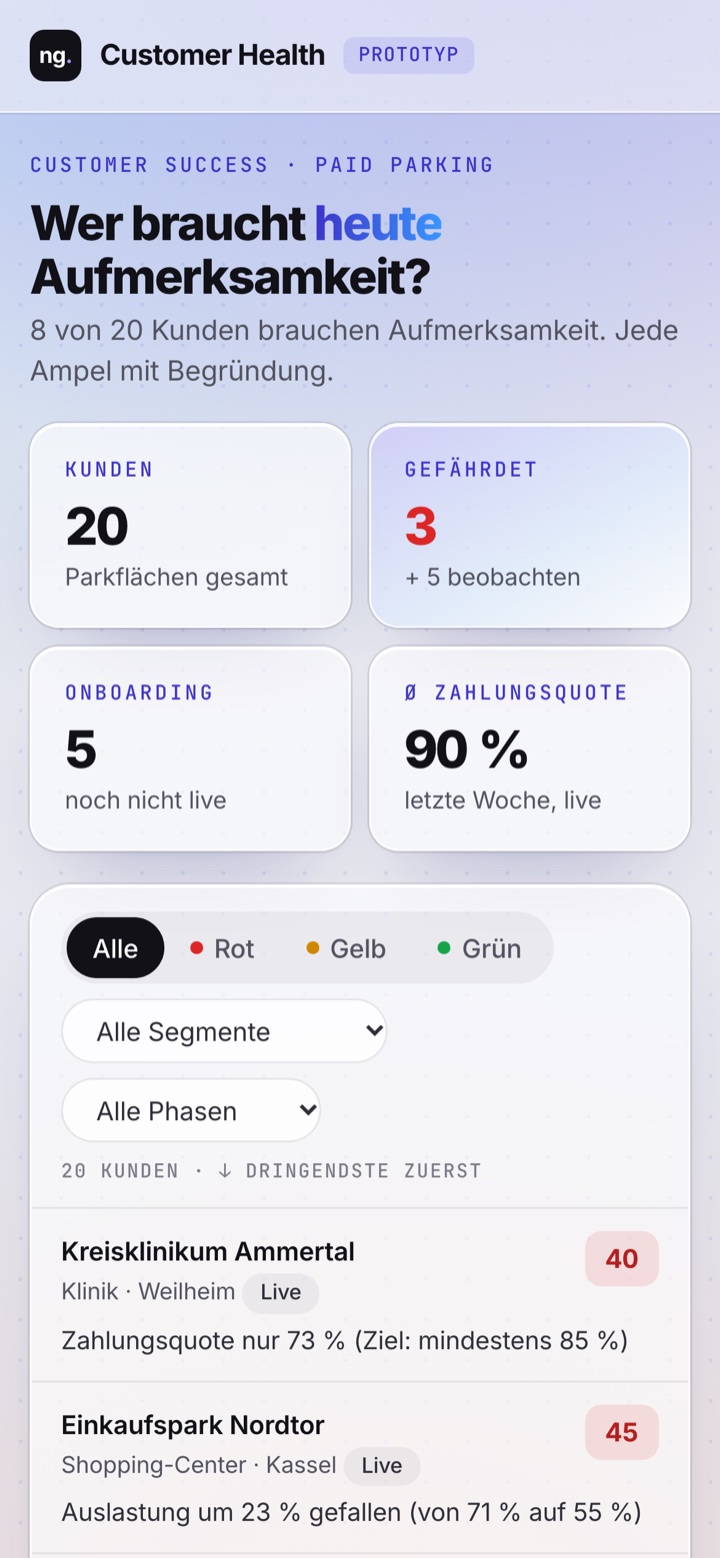 ng.
Customer Health
PROTOTYP
CUSTOMER SUCCESS · PAID PARKING
Wer braucht heute
Aufmerksamkeit?
8 von 20 Kunden brauchen Aufmerksamkeit. Jede
Ampel mit Begründung.
KUNDEN
20
Parkflächen gesamt
GEFÄHRDET
3
+ 5 beobachten
ONBOARDING
5
noch nicht live
Ø ZAHLUNGSQUOTE
90 %
letzte Woche, live
Alle Rot Gelb Grün
Alle Segmente
Alle Phasen
20 KUNDEN · ↓ DRINGENDSTE ZUERST
Kreisklinikum Ammertal
40
Klinik · Weilheim Live
Zahlungsquote nur 73 % (Ziel: mindestens 85 %)
Einkaufspark Nordtor
45
Shopping-Center · Kassel Live
Auslastung um 23 % gefallen (von 71 % auf 55 %)